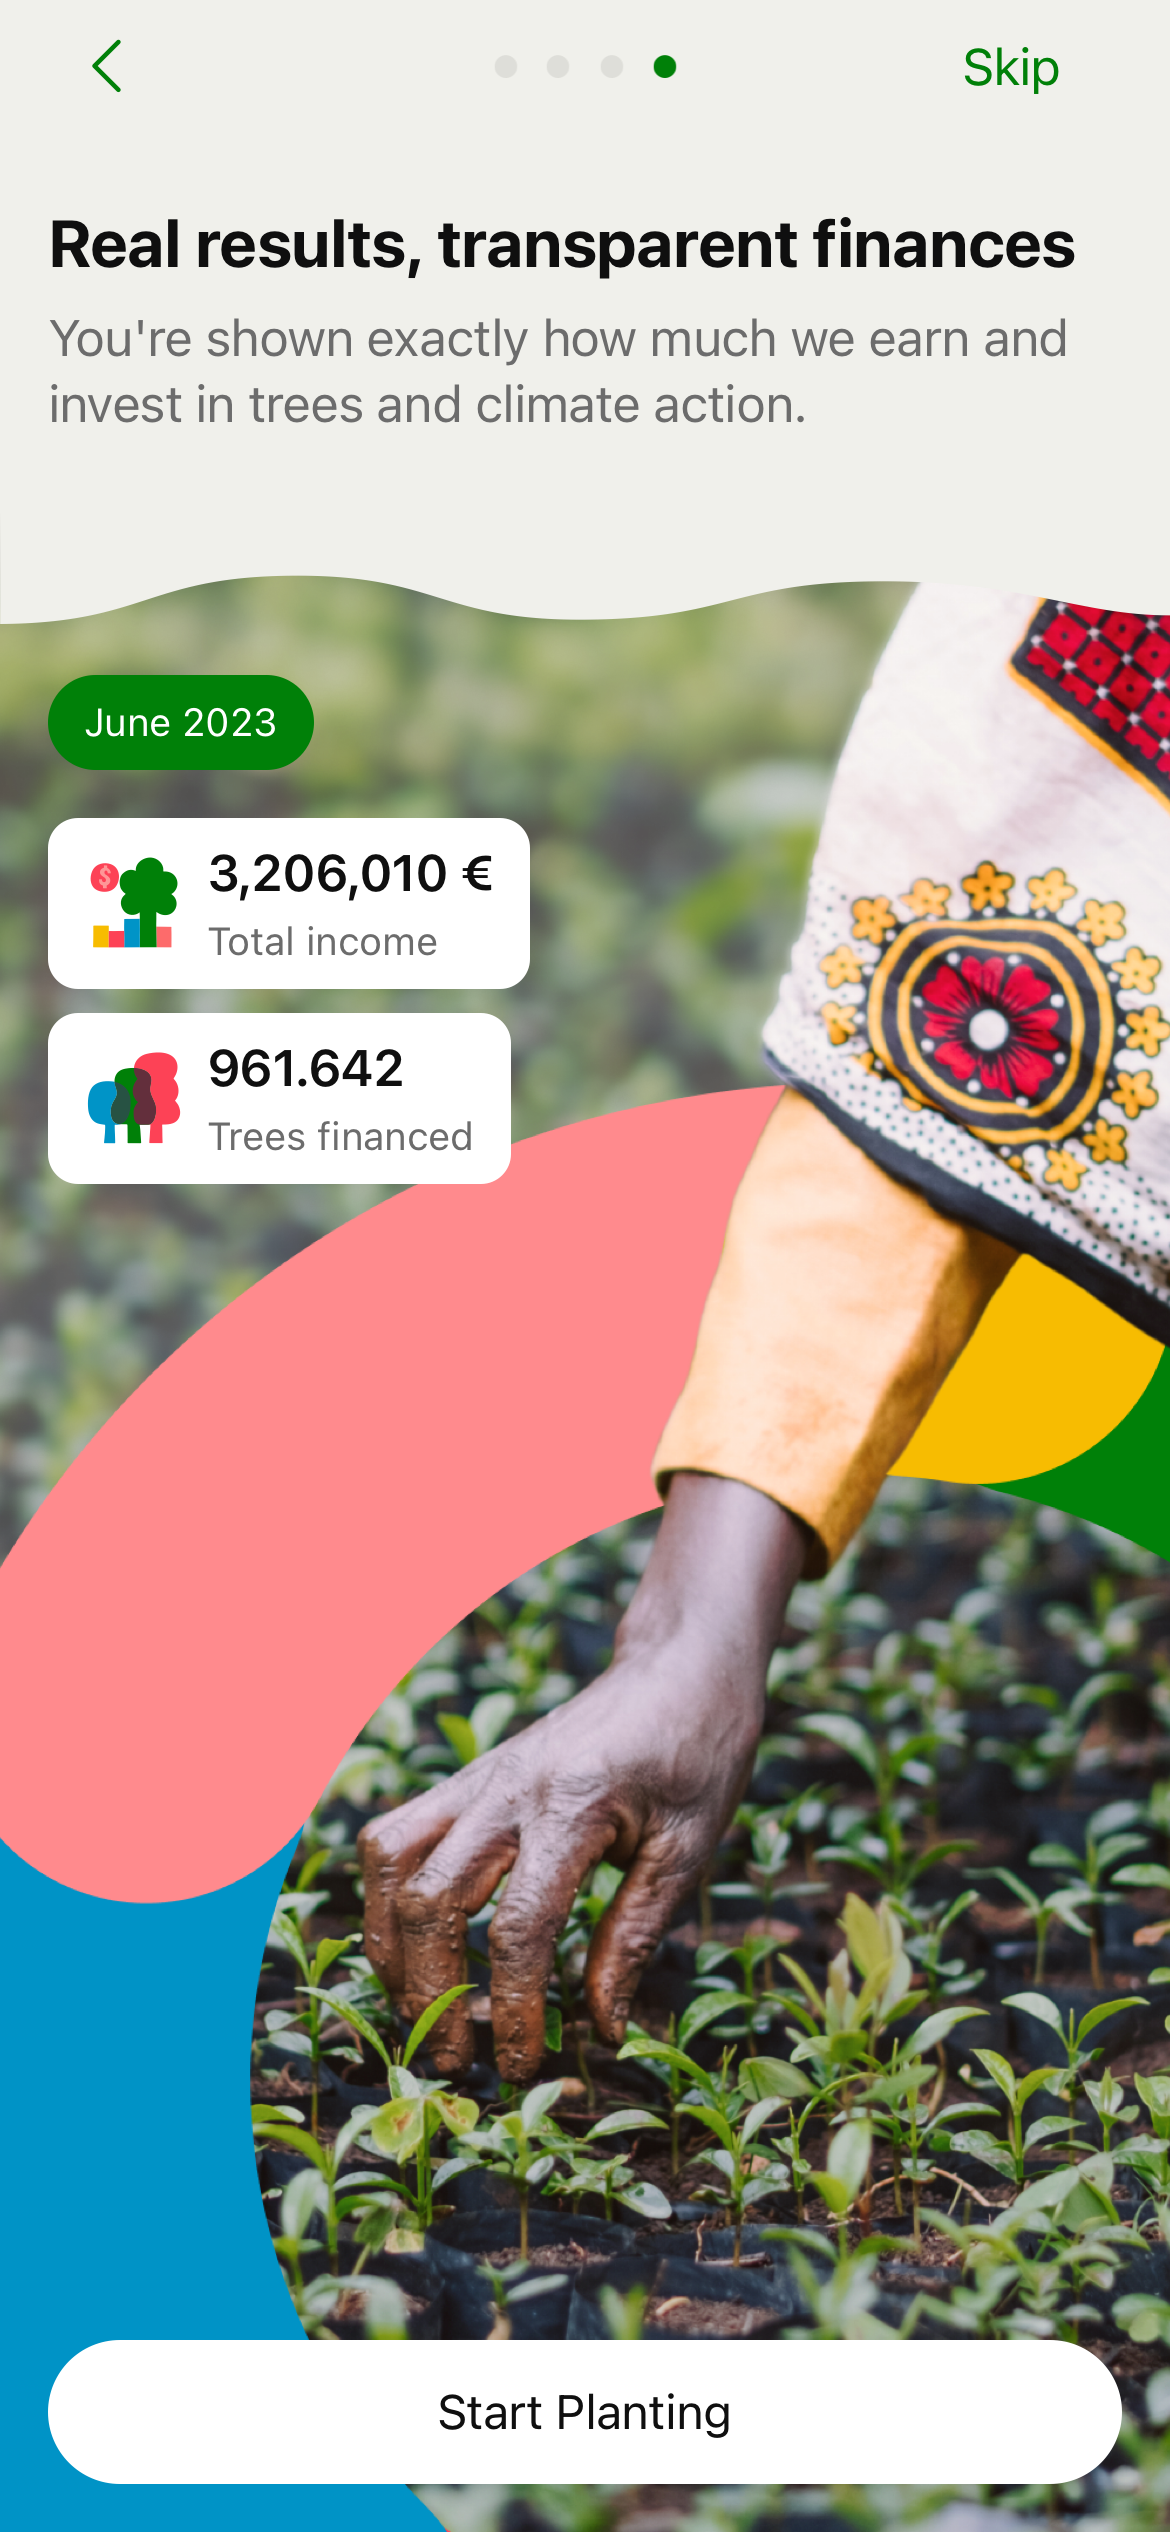 Skip
Real results, transparent finances
You're shown exactly how much we earn and
invest in trees and climate action.
June 2023
3,206,010 €
Total income
961.642
Trees financed
Start Planting